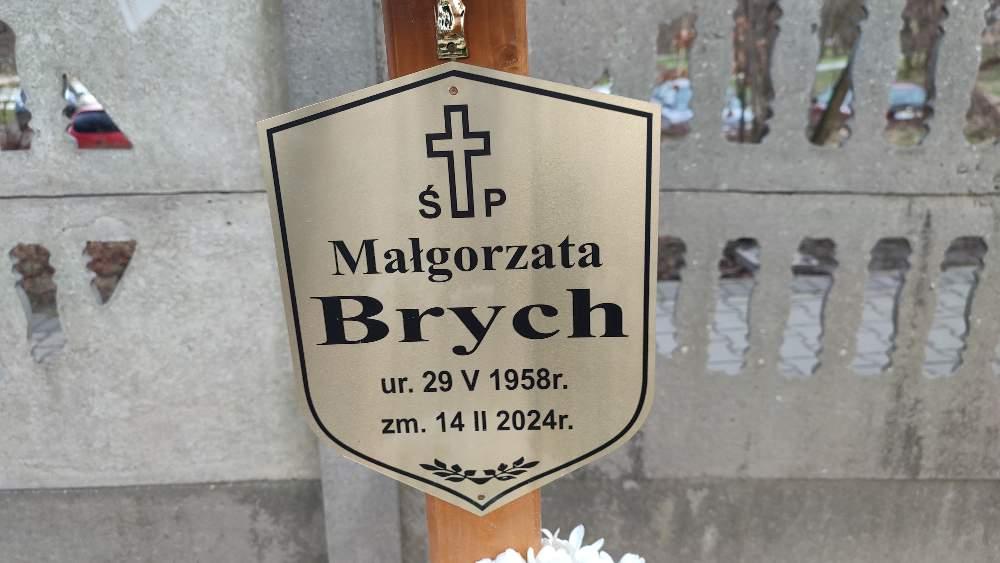 Ś P
Małgorzata
Brych
ur. 29 V 1958r.
zm. 14 II 2024r.